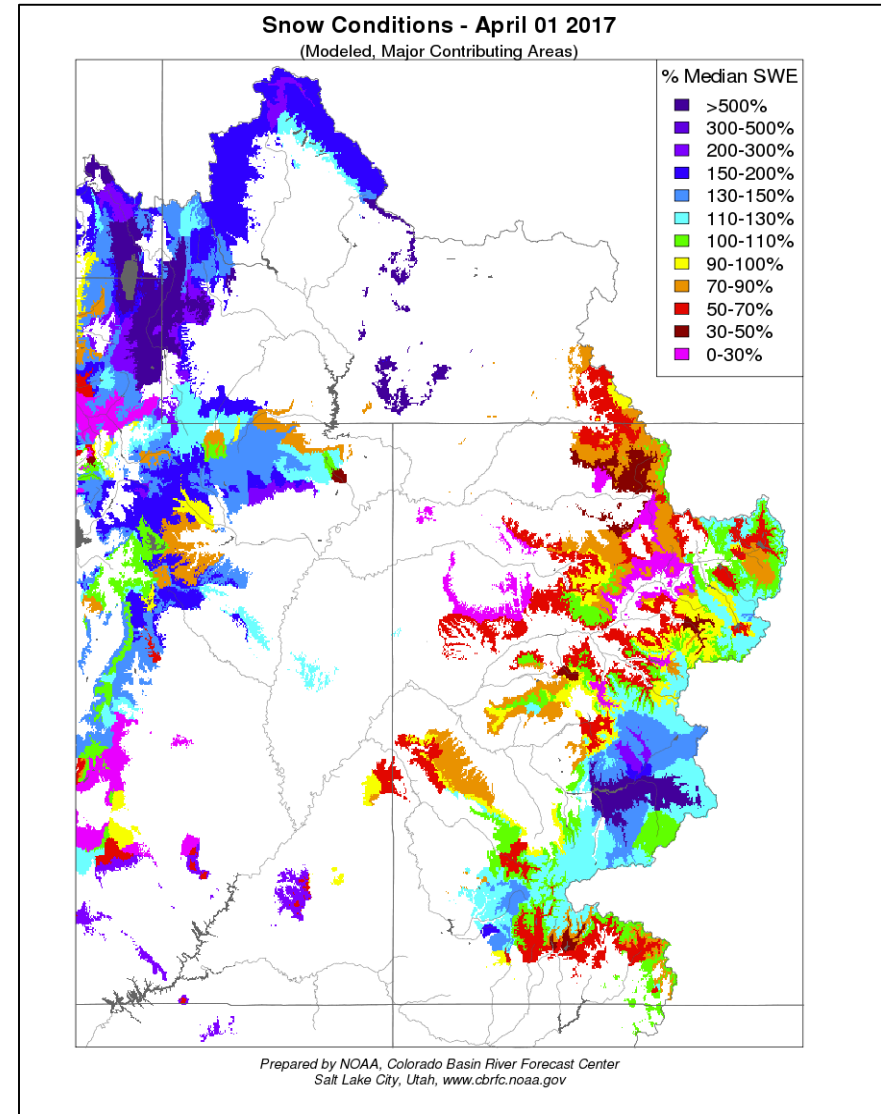 Snow Conditions - April 01 2017
(Modeled, Major Contributing Areas)
% Median SWE
>500%
300-500%
200-300%
150-200%
130-150%
110-130%
100-110%
90-100%
70-90%
50-70%
30-50%
0-30%
Prepared by NOAA, Colorado Basin River Forecast Center
Salt Lake City, Utah, www.cbrfc.noaa.gov